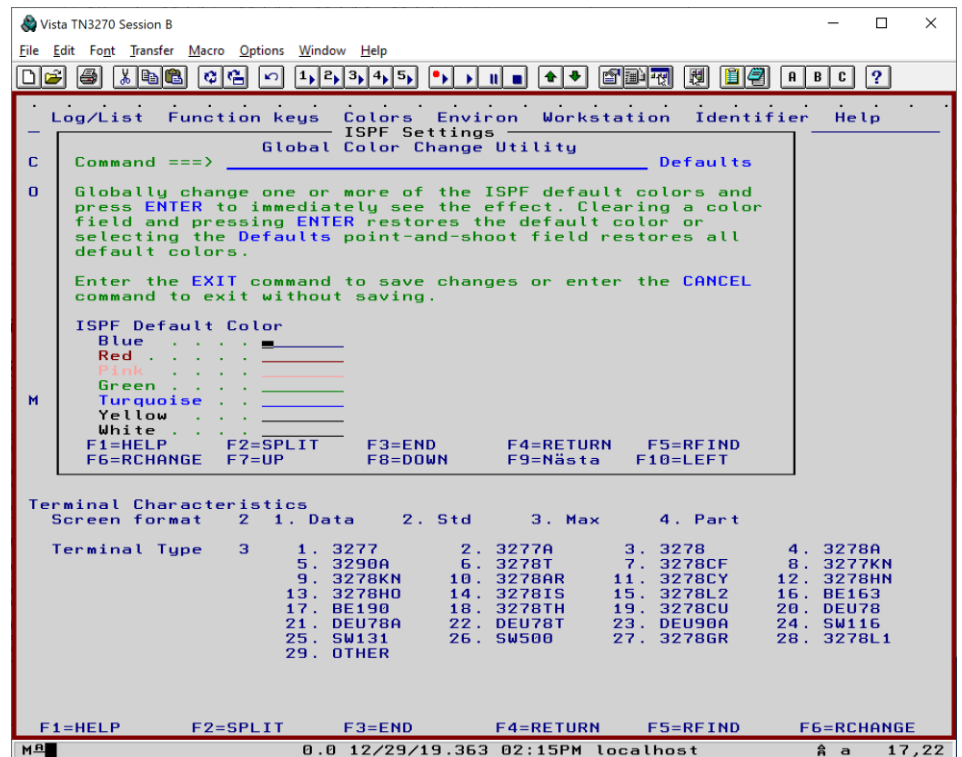 Vista TN3270 Session B
File Edit Font Transfer Macro Options Window Help
1 2 3 4 5 A B C ?
Log/List Function keys Colors Environ Workstation Identifier Help
ISPF Settings
Global Color Change Utility
C Command ===> Defaults
O Globally change one or more of the ISPF default colors and
press ENTER to immediately see the effect. Clearing a color
field and pressing ENTER restores the default color or
selecting the Defaults point-and-shoot field restores all
default colors.
Enter the EXIT command to save changes or enter the CANCEL
command to exit without saving.
ISPF Default Color
Blue . . . .
Red . . . . .
Pink . . . .
Green . . . .
M Turquoise . .
Yellow . . .
White . . . .
F1=HELP F2=SPLIT F3=END F4=RETURN F5=RFIND
F6=RCHANGE F7=UP F8=DOWN F9=Nästa F10=LEFT
Terminal Characteristics
Screen format 2 1. Data 2. Std 3. Max 4. Part
Terminal Type 3 1. 3277 2. 3277A 3. 3278 4. 3278A
5. 3290A 6. 3278T 7. 3278CF 8. 3277KN
9. 3278KN 10. 3278AR 11. 3278CY 12. 3278HN
13. 3278HO 14. 3278IS 15. 3278L2 16. BE163
17. BE190 18. 3278TH 19. 3278CU 20. DEU78
21. DEU78A 22. DEU78T 23. DEU90A 24. SW116
25. SW131 26. SW500 27. 3278GR 28. 3278L1
29. OTHER
F1=HELP F2=SPLIT F3=END F4=RETURN F5=RFIND F6=RCHANGE
M 0.0 12/29/19.363 02:15PM localhost a 17,22